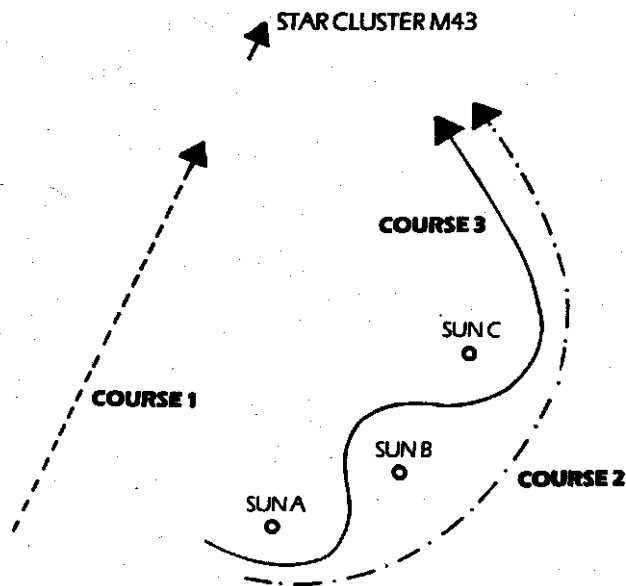 STAR CLUSTER M43
COURSE 3
SUN C
COURSE 1
SUN B
COURSE 2
SUN A